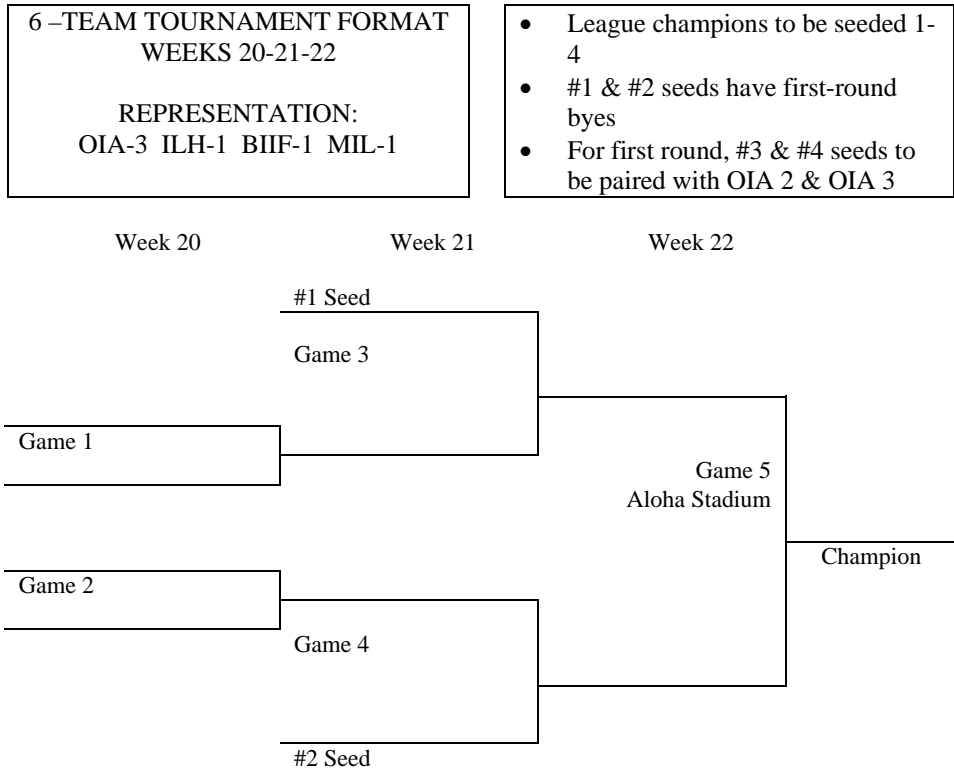 6 –TEAM TOURNAMENT FORMAT
WEEKS 20-21-22
REPRESENTATION:
OIA-3 ILH-1 BIIF-1 MIL-1
• League champions to be seeded 1-
4
• #1 & #2 seeds have first-round
byes
• For first round, #3 & #4 seeds to
be paired with OIA 2 & OIA 3
Week 20 Week 21 Week 22
#1 Seed
Game 3
Game 1
Game 5
Aloha Stadium
Champion
Game 2
Game 4
#2 Seed